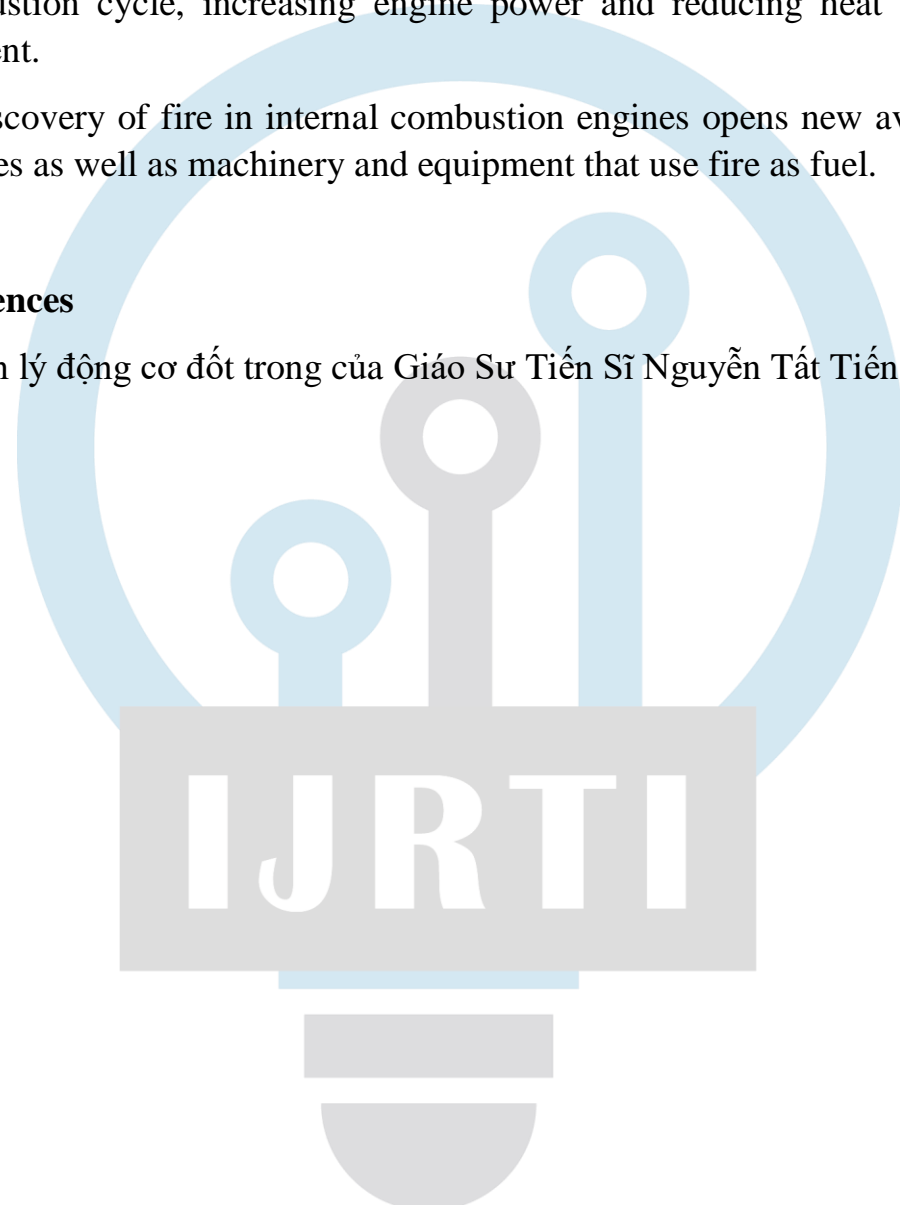 ustion cycle, increasing engine power and reducing heat
ent.
scovery of fire in internal combustion engines opens new av
es as well as machinery and equipment that use fire as fuel.
ences
n lý động cơ đốt trong của Giáo Sư Tiến Sĩ Nguyễn Tất Tiến
IJRTI